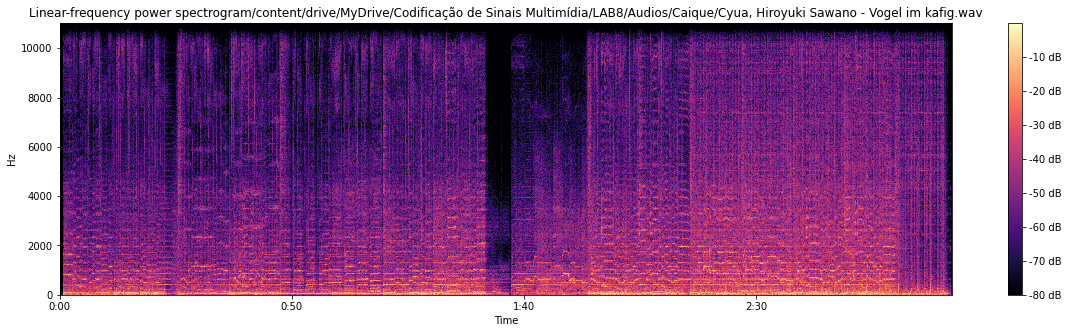 Linear-frequency power spectrogram/content/drive/MyDrive/Codificação de Sinais Multimídia/LAB8/Audios/Caique/Cyua, Hiroyuki Sawano - Vogel im kafig.wav
10000
8000
6000
4000
2000
0
Hz
0:00
0:50
1:40
2:30
Time
-10 dB
-20 dB
-30 dB
-40 dB
-50 dB
-60 dB
-70 dB
-80 dB